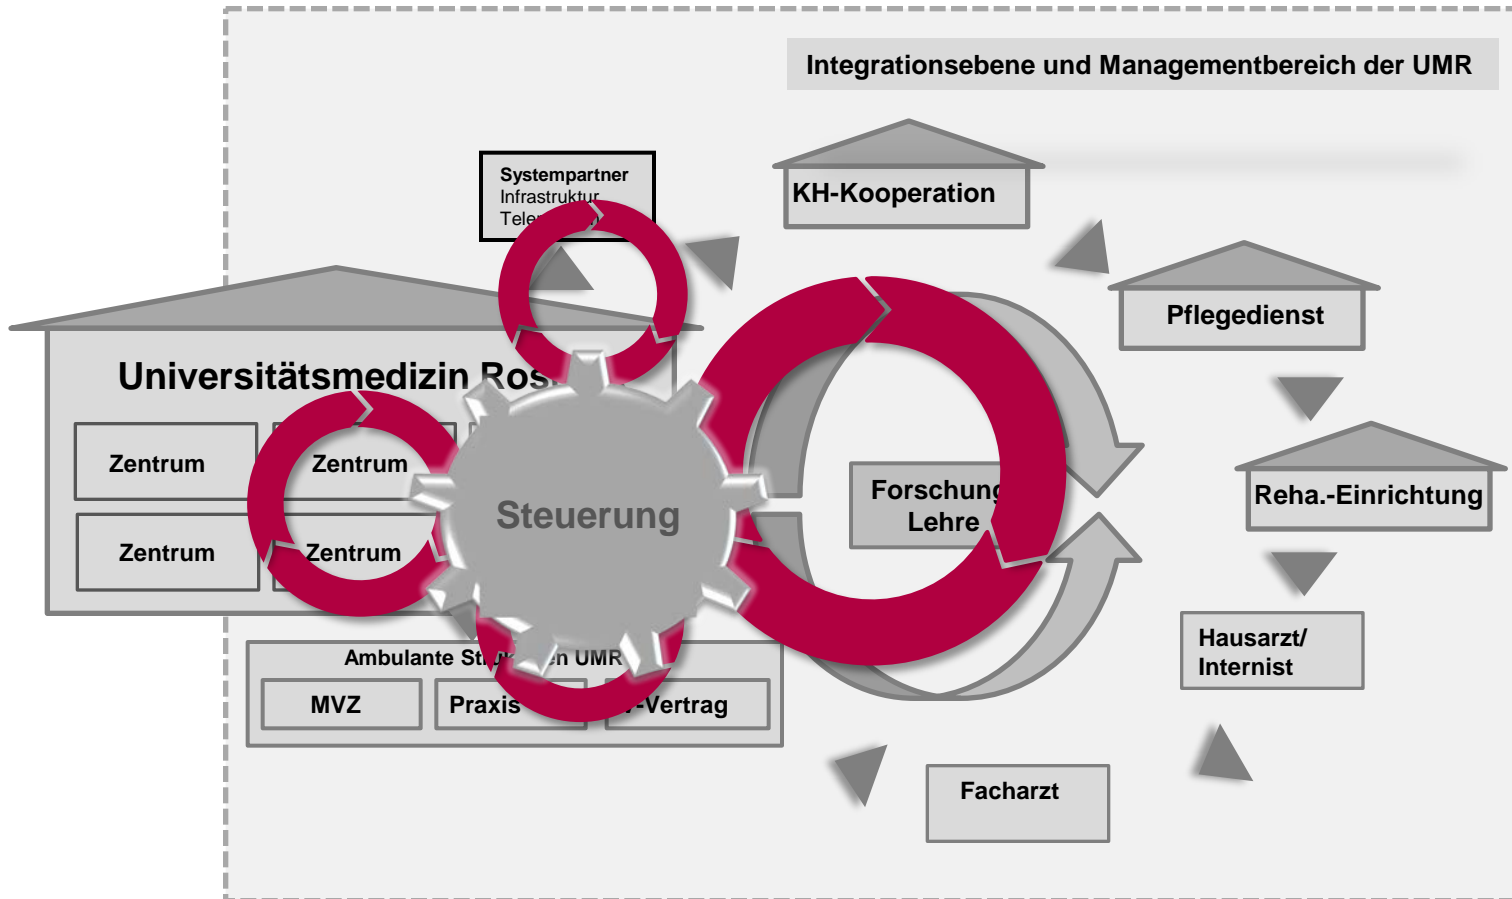 Integrationsebene und Managementbereich der UMR
Systempartner
Infrastruktur
KH-Kooperation
Pflegedienst
Universitätsmedizin
Zentrum
Zentrum
Zentrum
Zentrum
Steuerung
Forschung
Lehre
Reha.-Einrichtung
Hausarzt/
Internist
Ambulante UMR
MVZ
Praxis
-Vertrag
Facharzt